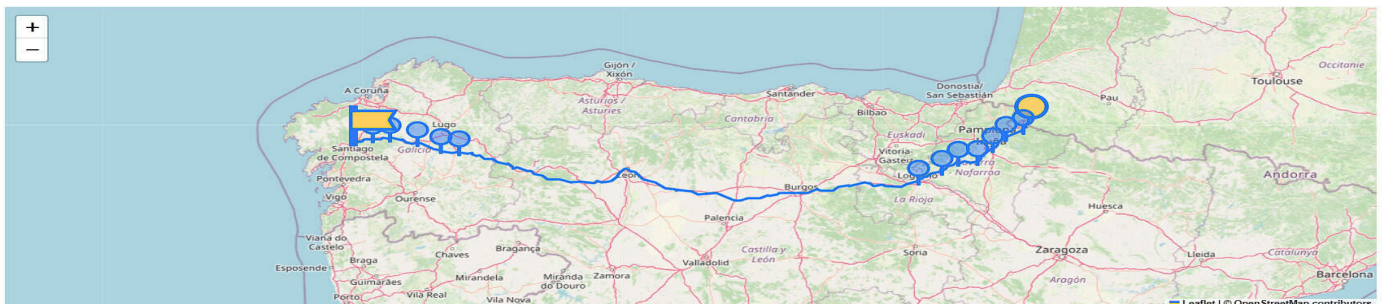 +
−
Toulouse
Occitanie
Gijón /
Xixón
A Coruña
Santander
Donostia/
San Sebastián
Pau
Asturias /
Asturies
Bilbao
Cantabria
Lugo
Euskadi
Santiago
de Compostela
Galicia
Vitoria-
Nafarroa
Andorra
Pontevedra
León
Burgos
Vigo
Ourense
La Rioja
Huesca
Palencia
Viana do
Castelo
Bragança
Castilla y
León
Soria
Zaragoza
Chaves
Braga
Valladolid
Lleida
Catalunya
Esposende
Guimarães
Mirandela
Miranda
do Douro
Zamora
Aragón
Barcelona
Porto
Vila Real
Vila Nova
Leaflet | © OpenStreetMap contributors